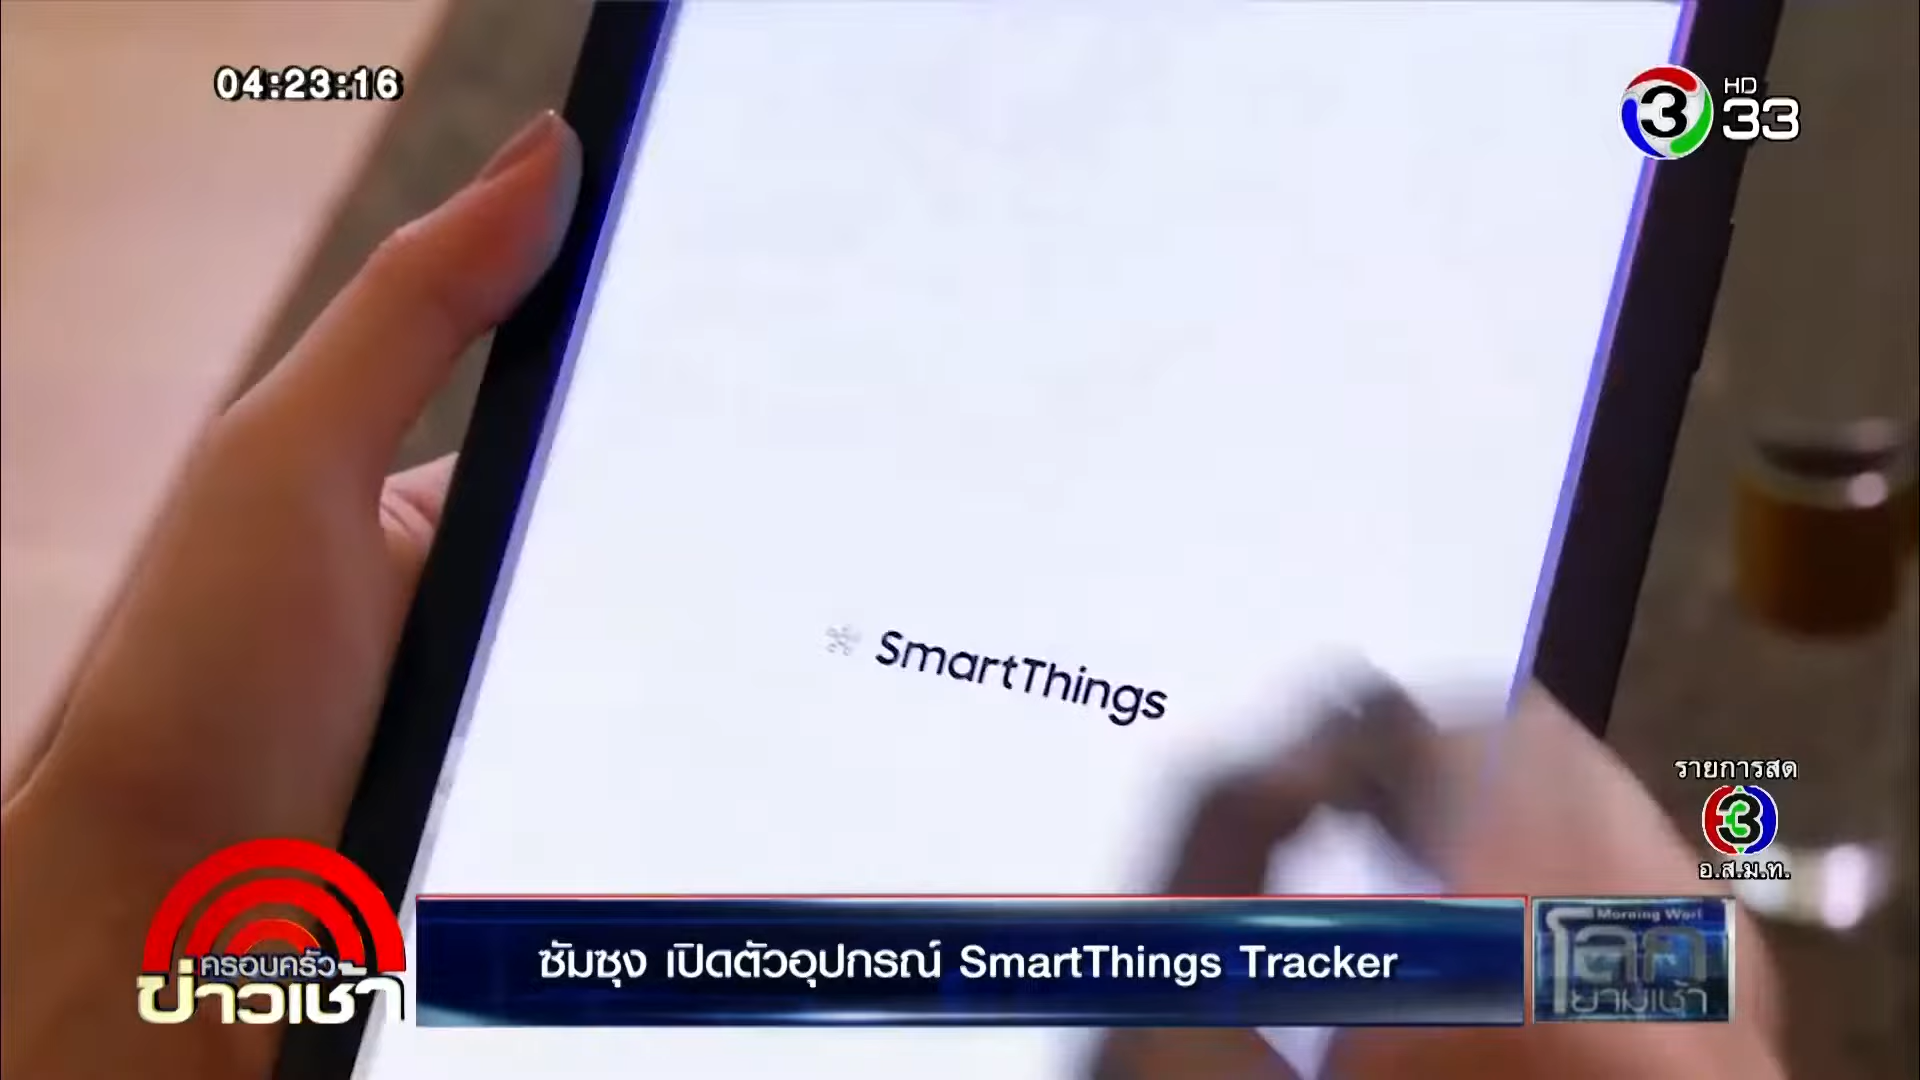 04:23:16
3 HD
33
SmartThings
รายการสด
3
อ.ส.ม.ท.
ครอบครัว
ข่าวเช้า
ซัมซุง เปิดตัวอุปกรณ์ SmartThings Tracker
Morning Worl
โลก
ยามเช้า